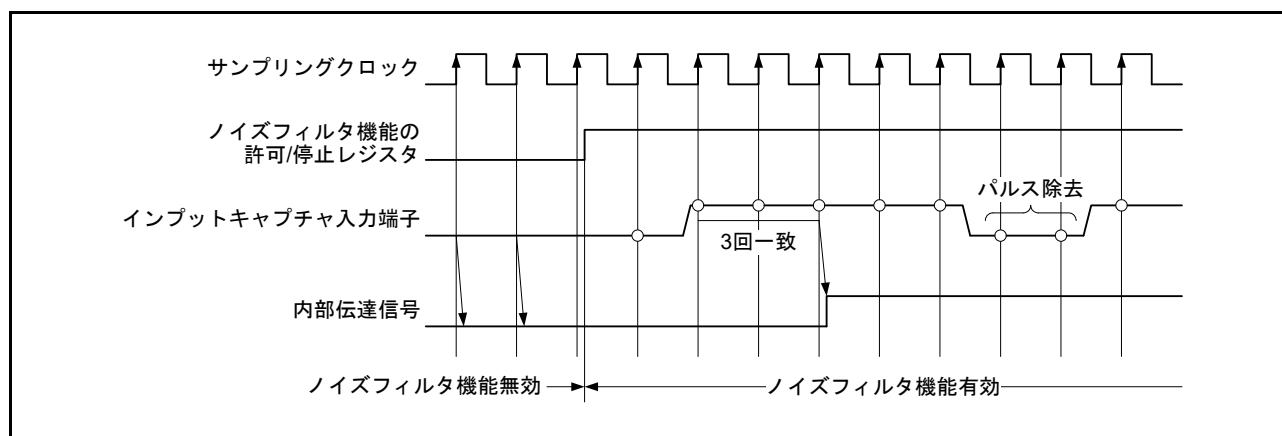 サンプリングクロック
ノイズフィルタ機能の
許可/停止レジスタ
パルス除去
インプットキャプチャ入力端子
3回一致
内部伝達信号
ノイズフィルタ機能無効
ノイズフィルタ機能有効